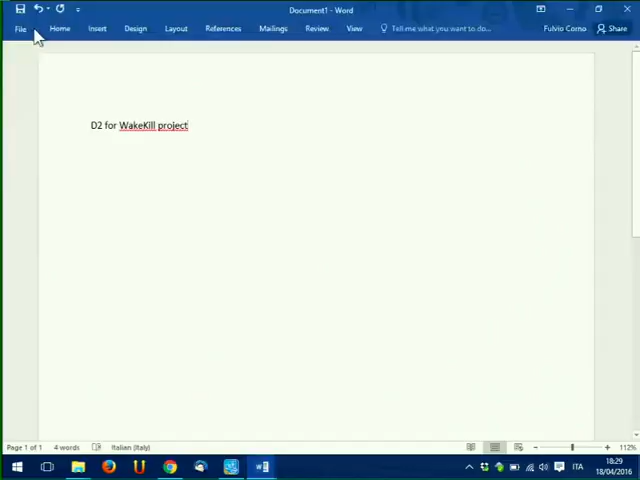 Document1 - Word
File Home Insert Design Layout References Mailings Review View Tell me what you want to do... Fulvio Corno Share
D2 for WakeKill project
Page 1 of 1 4 words Italian (Italy) 112%
18:29
ITA
18/04/2016